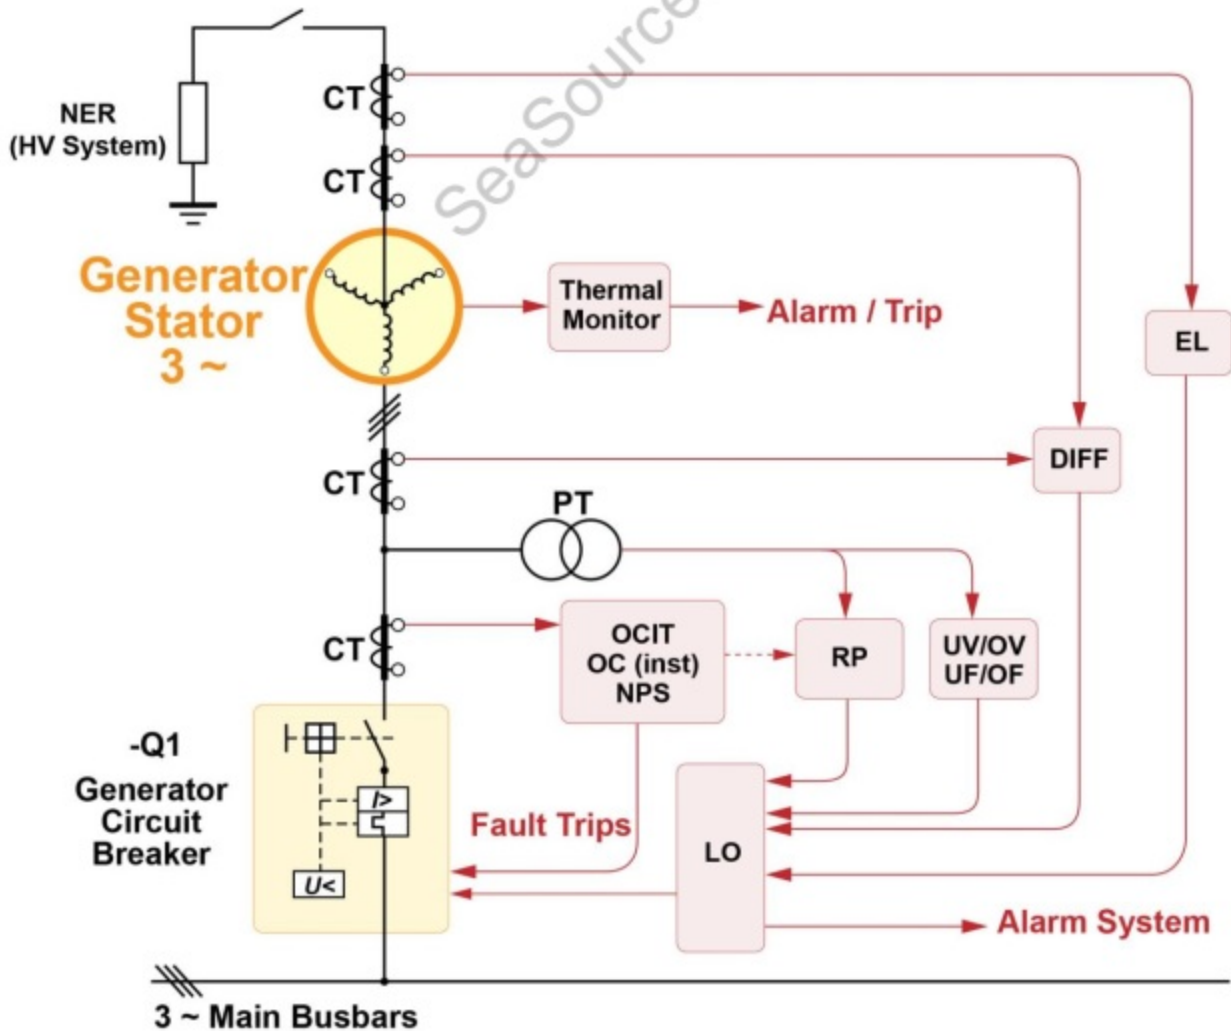 SeaSource
CT
NER
(HV System)
CT
Generator
Stator
3 ~
Thermal
Monitor
Alarm / Trip
EL
CT
DIFF
PT
CT
OCIT
OC (inst)
NPS
RP
UV/OV
UF/OF
-Q1
Generator
Circuit
Breaker
I>
U<
Fault Trips
LO
Alarm System
3 ~ Main Busbars